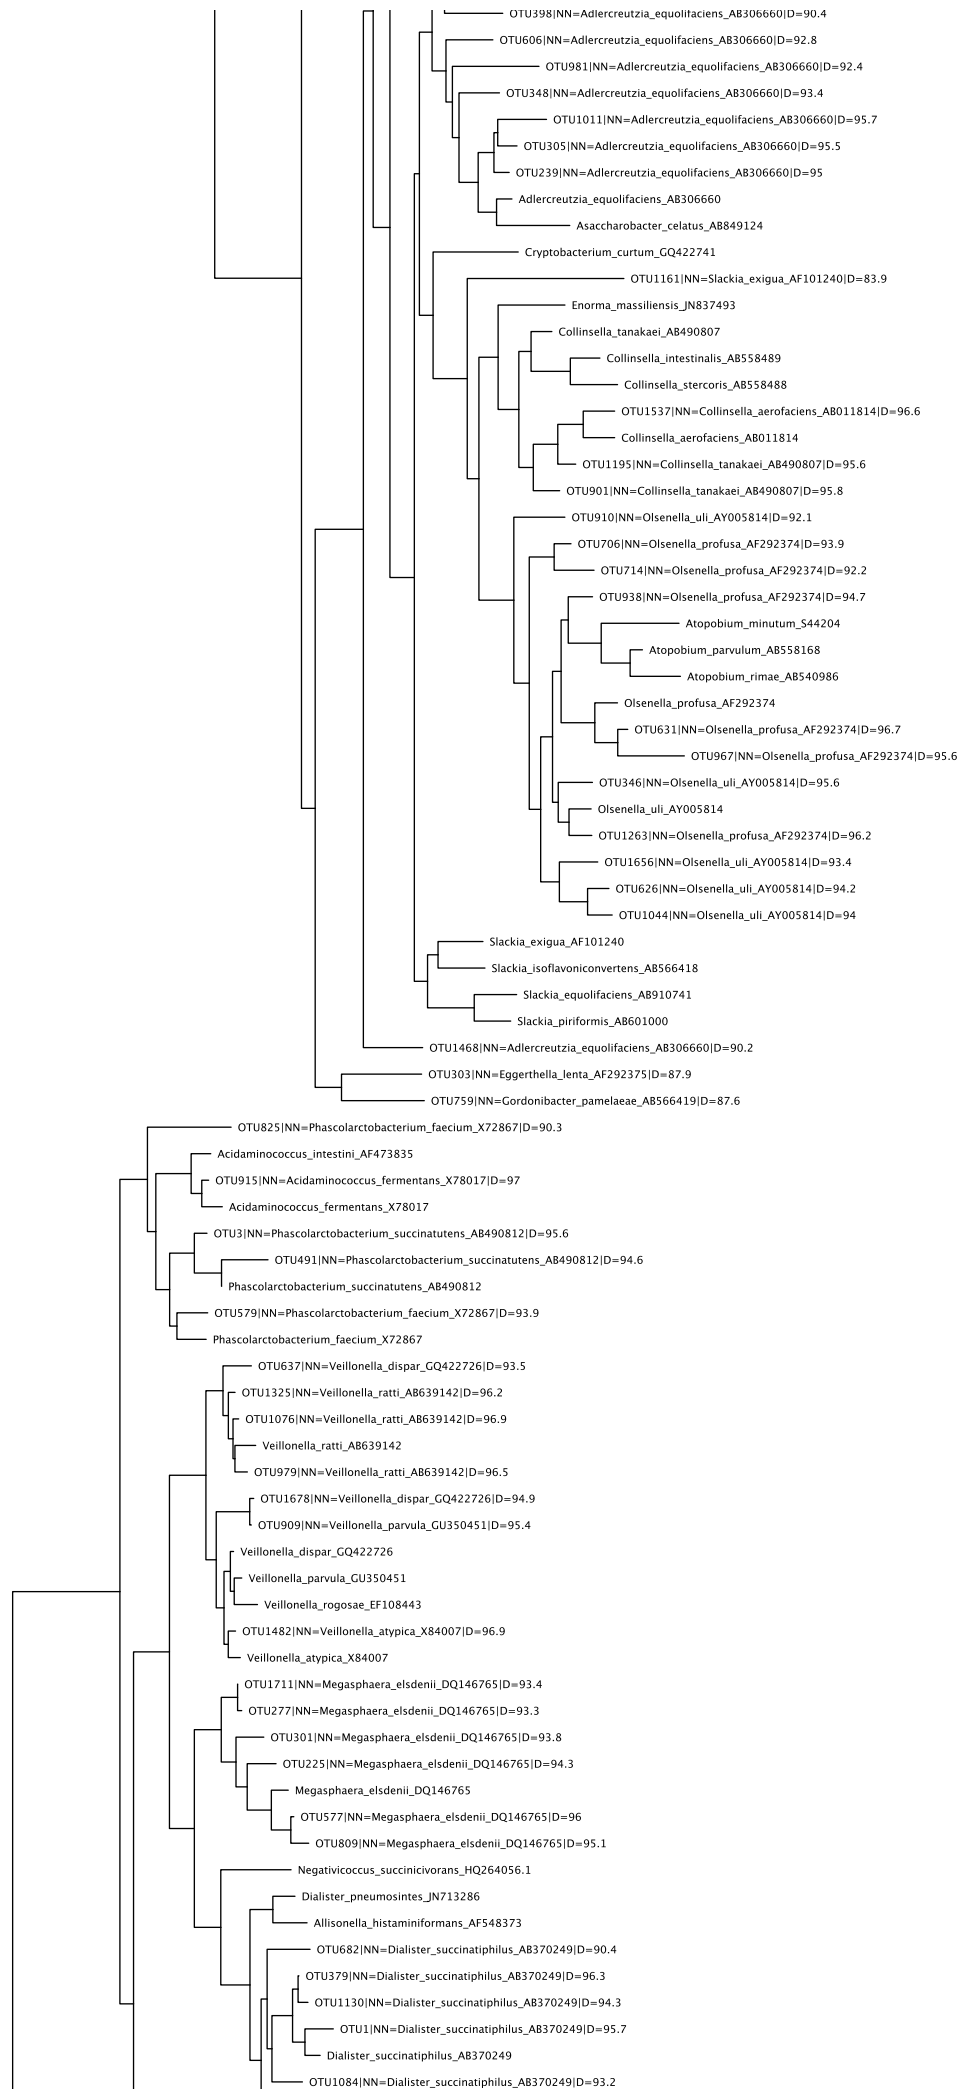 OTU398|NN=Adlercreutzia_equolifaciens_AB306660|D=90.4
OTU606|NN=Adlercreutzia_equolifaciens_AB306660|D=92.8
OTU981|NN=Adlercreutzia_equolifaciens_AB306660|D=92.4
OTU348|NN=Adlercreutzia_equolifaciens_AB306660|D=93.4
OTU1011|NN=Adlercreutzia_equolifaciens_AB306660|D=95.7
OTU305|NN=Adlercreutzia_equolifaciens_AB306660|D=95.5
OTU239|NN=Adlercreutzia_equolifaciens_AB306660|D=95
Adlercreutzia_equolifaciens_AB306660
Asaccharobacter_celatus_AB849124
Cryptobacterium_curtum_GQ422741
OTU1161|NN=Slackia_exigua_AF101240|D=83.9
Enorma_massiliensis_JN837493
Collinsella_tanakaei_AB490807
Collinsella_intestinalis_AB558489
Collinsella_stercoris_AB558488
OTU1537|NN=Collinsella_aerofaciens_AB011814|D=96.6
Collinsella_aerofaciens_AB011814
OTU1195|NN=Collinsella_tanakaei_AB490807|D=95.6
OTU901|NN=Collinsella_tanakaei_AB490807|D=95.8
OTU910|NN=Olsenella_uli_AY005814|D=92.1
OTU706|NN=Olsenella_profusa_AF292374|D=93.9
OTU714|NN=Olsenella_profusa_AF292374|D=92.2
OTU938|NN=Olsenella_profusa_AF292374|D=94.7
Atopobium_minutum_S44204
Atopobium_parvulum_AB558168
Atopobium_rimae_AB540986
Olsenella_profusa_AF292374
OTU631|NN=Olsenella_profusa_AF292374|D=96.7
OTU967|NN=Olsenella_profusa_AF292374|D=95.6
OTU346|NN=Olsenella_uli_AY005814|D=95.6
Olsenella_uli_AY005814
OTU1263|NN=Olsenella_profusa_AF292374|D=96.2
OTU1656|NN=Olsenella_uli_AY005814|D=93.4
OTU626|NN=Olsenella_uli_AY005814|D=94.2
OTU1044|NN=Olsenella_uli_AY005814|D=94
Slackia_exigua_AF101240
Slackia_isoflavoniconvertens_AB566418
Slackia_equolifaciens_AB910741
Slackia_piriformis_AB601000
OTU1468|NN=Adlercreutzia_equolifaciens_AB306660|D=90.2
OTU303|NN=Eggerthella_lenta_AF292375|D=87.9
OTU759|NN=Gordonibacter_pamelaeae_AB566419|D=87.6
OTU825|NN=Phascolarctobacterium_faecium_X72867|D=90.3
Acidaminococcus_intestini_AF473835
OTU915|NN=Acidaminococcus_fermentans_X78017|D=97
Acidaminococcus_fermentans_X78017
OTU3|NN=Phascolarctobacterium_succinatutens_AB490812|D=95.6
OTU491|NN=Phascolarctobacterium_succinatutens_AB490812|D=94.6
Phascolarctobacterium_succinatutens_AB490812
OTU579|NN=Phascolarctobacterium_faecium_X72867|D=93.9
Phascolarctobacterium_faecium_X72867
OTU637|NN=Veillonella_dispar_GQ422726|D=93.5
OTU1325|NN=Veillonella_ratti_AB639142|D=96.2
OTU1076|NN=Veillonella_ratti_AB639142|D=96.9
Veillonella_ratti_AB639142
OTU979|NN=Veillonella_ratti_AB639142|D=96.5
OTU1678|NN=Veillonella_dispar_GQ422726|D=94.9
OTU909|NN=Veillonella_parvula_GU350451|D=95.4
Veillonella_dispar_GQ422726
Veillonella_parvula_GU350451
Veillonella_rogosae_EF108443
OTU1482|NN=Veillonella_atypica_X84007|D=96.9
Veillonella_atypica_X84007
OTU1711|NN=Megasphaera_elsdenii_DQ146765|D=93.4
OTU277|NN=Megasphaera_elsdenii_DQ146765|D=93.3
OTU301|NN=Megasphaera_elsdenii_DQ146765|D=93.8
OTU225|NN=Megasphaera_elsdenii_DQ146765|D=94.3
Megasphaera_elsdenii_DQ146765
OTU577|NN=Megasphaera_elsdenii_DQ146765|D=96
OTU809|NN=Megasphaera_elsdenii_DQ146765|D=95.1
Negativicoccus_succinicivorans_HQ264056.1
Dialister_pneumosintes_JN713286
Allisonella_histaminiformans_AF548373
OTU682|NN=Dialister_succinatiphilus_AB370249|D=90.4
OTU379|NN=Dialister_succinatiphilus_AB370249|D=96.3
OTU1130|NN=Dialister_succinatiphilus_AB370249|D=94.3
OTU1|NN=Dialister_succinatiphilus_AB370249|D=95.7
Dialister_succinatiphilus_AB370249
OTU1084|NN=Dialister_succinatiphilus_AB370249|D=93.2